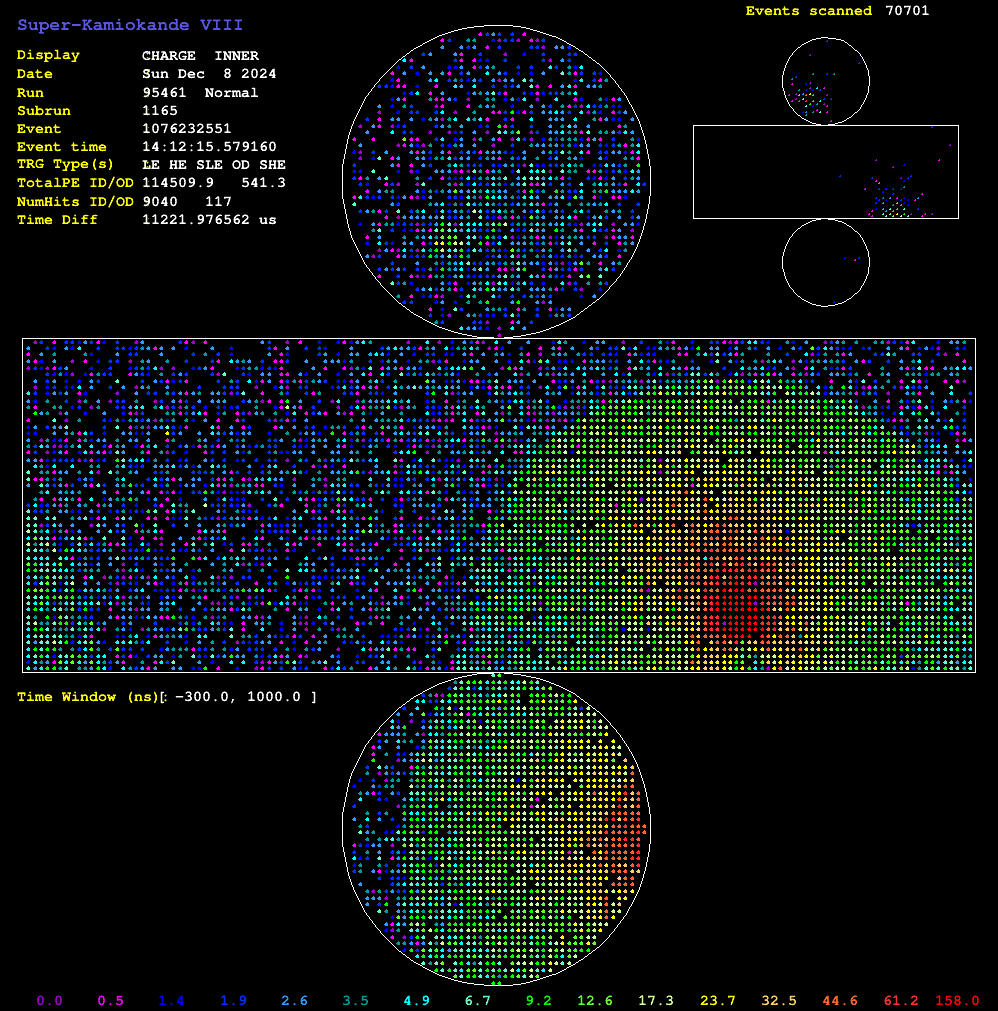 Super-Kamiokande VIII
Events scanned 70701
Display CHARGE INNER
Date Sun Dec 8 2024
Run 95461 Normal
Subrun 1165
Event 1076232551
Event time 14:12:15.579160
TRG Type(s) LE HE SLE OD SHE
TotalPE ID/OD 114509.9 541.3
NumHits ID/OD 9040 117
Time Diff 11221.976562 us
Time Window (ns)[: −300.0, 1000.0 ]
0.0 0.5 1.4 1.9 2.6 3.5 4.9 6.7 9.2 12.6 17.3 23.7 32.5 44.6 61.2 158.0